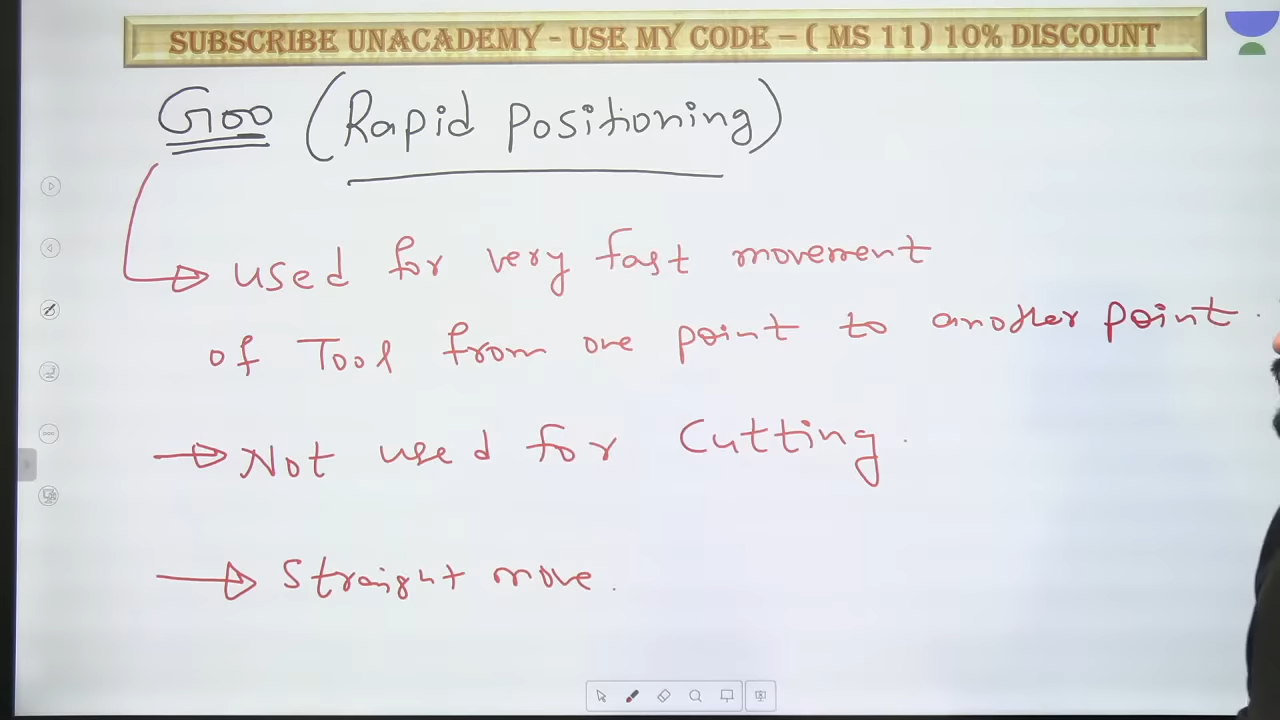 SUBSCRIBE UNACADEMY - USE MY CODE – ( MS 11) 10% DISCOUNT
G00 (Rapid Positioning)
used for very fast movement
of Tool from one point to another point.
Not used for Cutting.
Straight move.